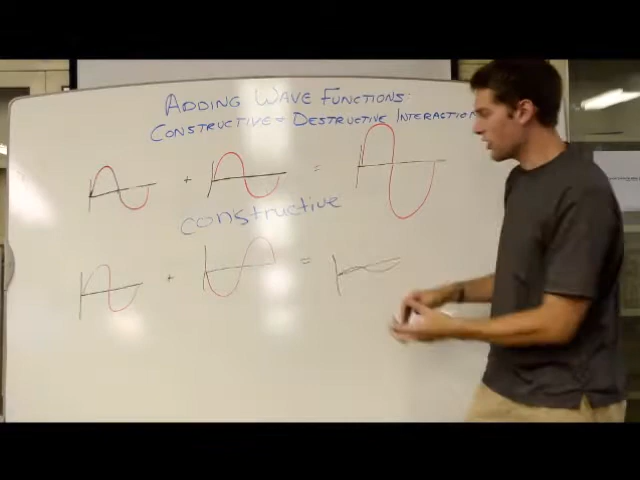 ADDING WAVE FUNCTIONS:
CONSTRUCTIVE + DESTRUCTIVE INTERACTION
+ =
constructive
+ =